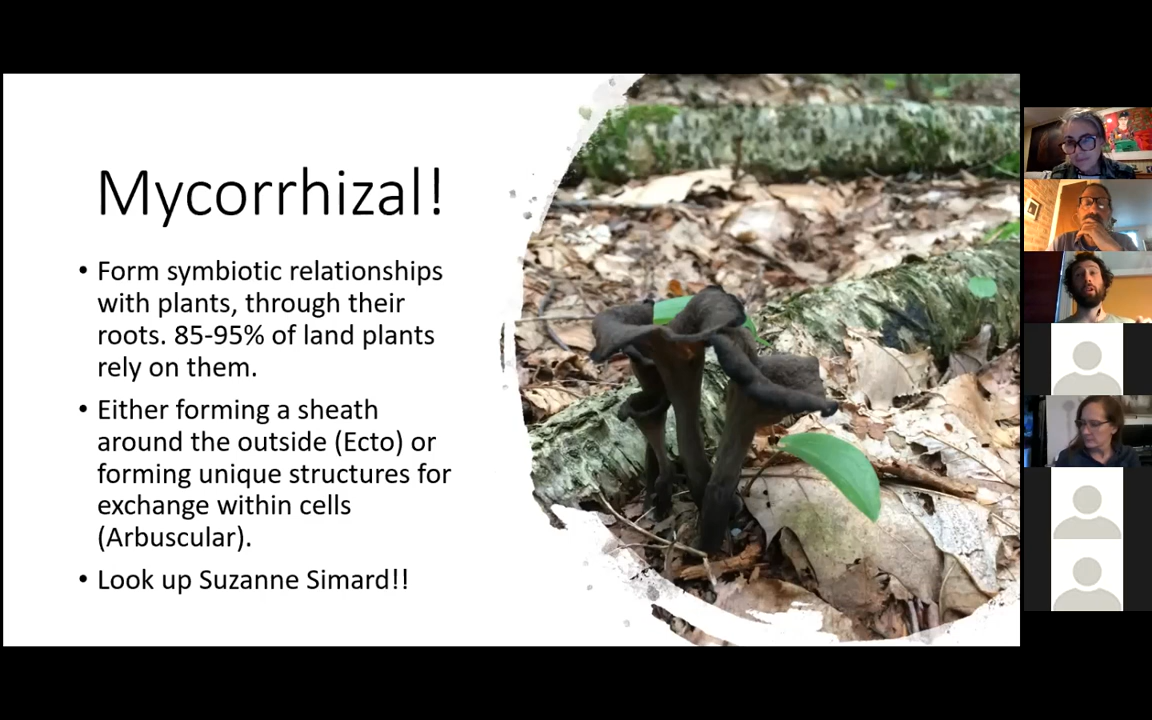 Mycorrhizal!
• Form symbiotic relationships
with plants, through their
roots. 85-95% of land plants
rely on them.
• Either forming a sheath
around the outside (Ecto) or
forming unique structures for
exchange within cells
(Arbuscular).
• Look up Suzanne Simard!!